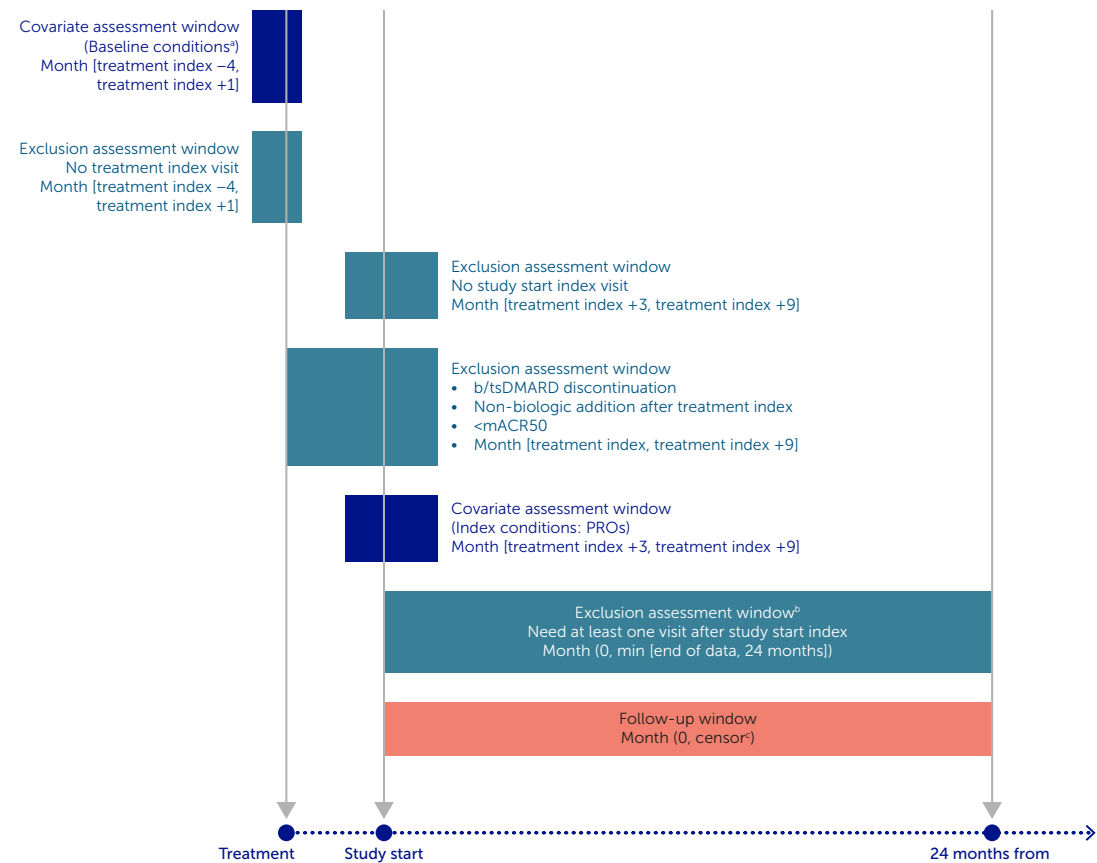 Covariate assessment window
(Baseline conditionsᵃ)
Month [treatment index –4,
treatment index +1]
Exclusion assessment window
No treatment index visit
Month [treatment index –4,
treatment index +1]
Exclusion assessment window
No study start index visit
Month [treatment index +3, treatment index +9]
Exclusion assessment window
• b/tsDMARD discontinuation
• Non-biologic addition after treatment index
• <mACR50
• Month [treatment index, treatment index +9]
Covariate assessment window
(Index conditions: PROs)
Month [treatment index +3, treatment index +9]
Exclusion assessment windowᵇ
Need at least one visit after study start index
Month (0, min [end of data, 24 months])
Follow-up window
Month (0, censorᶜ)
Treatment
Study start
24 months from